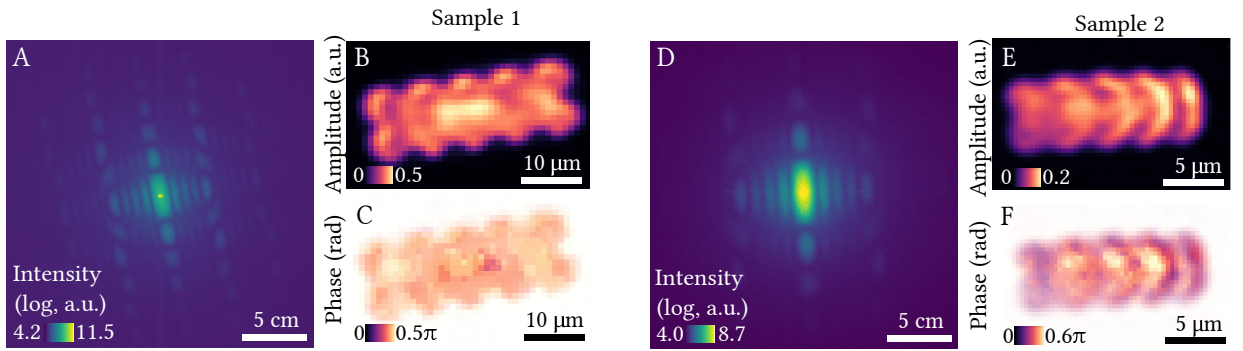 Sample 1
Sample 2
A
Intensity
(log, a.u.)
4.2 11.5
5 cm
B
Amplitude (a.u.)
0 0.5
10 µm
C
Phase (rad)
0 0.5π
10 µm
D
Intensity
(log, a.u.)
4.0 8.7
5 cm
E
Amplitude (a.u.)
0 0.2
5 µm
F
Phase (rad)
0 0.6π
5 µm